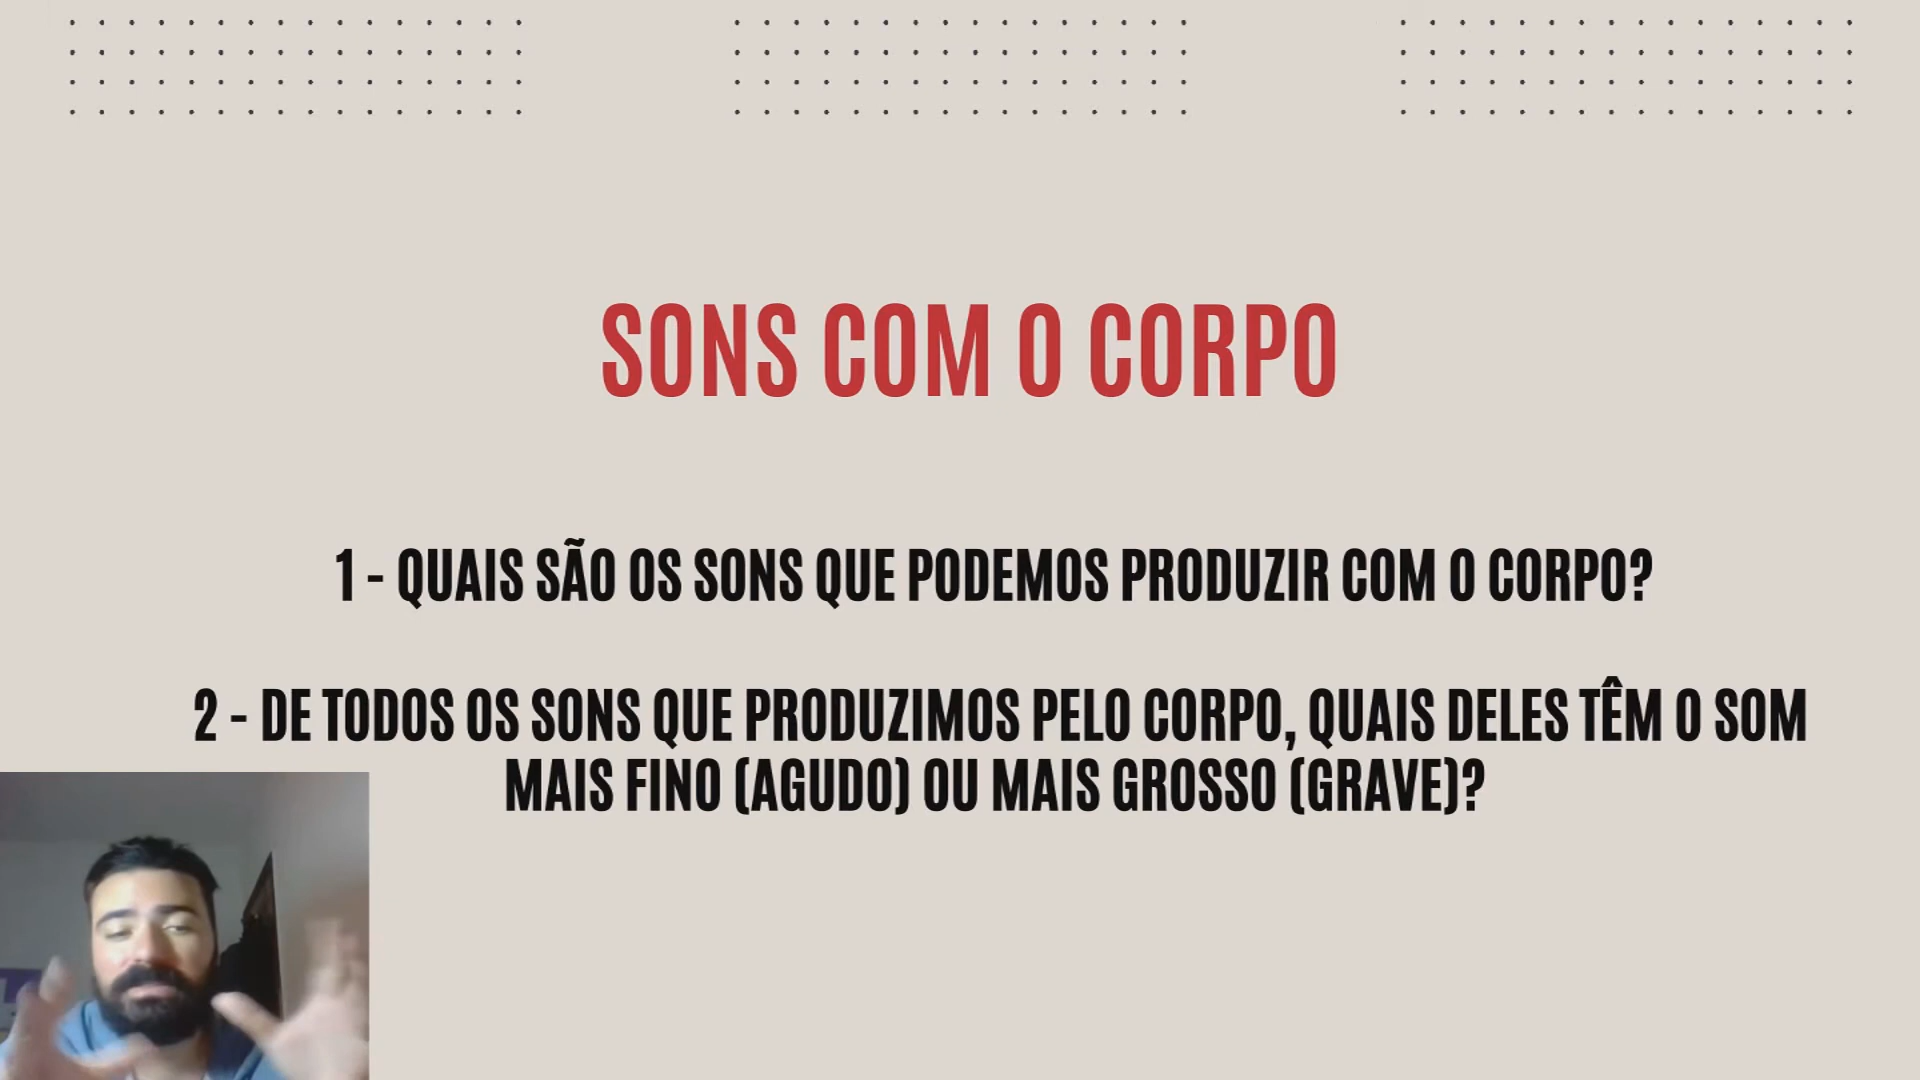 SONS COM O CORPO
1 - QUAIS SÃO OS SONS QUE PODEMOS PRODUZIR COM O CORPO?
2 - DE TODOS OS SONS QUE PRODUZIMOS PELO CORPO, QUAIS DELES TÊM O SOM
MAIS FINO (AGUDO) OU MAIS GROSSO (GRAVE)?